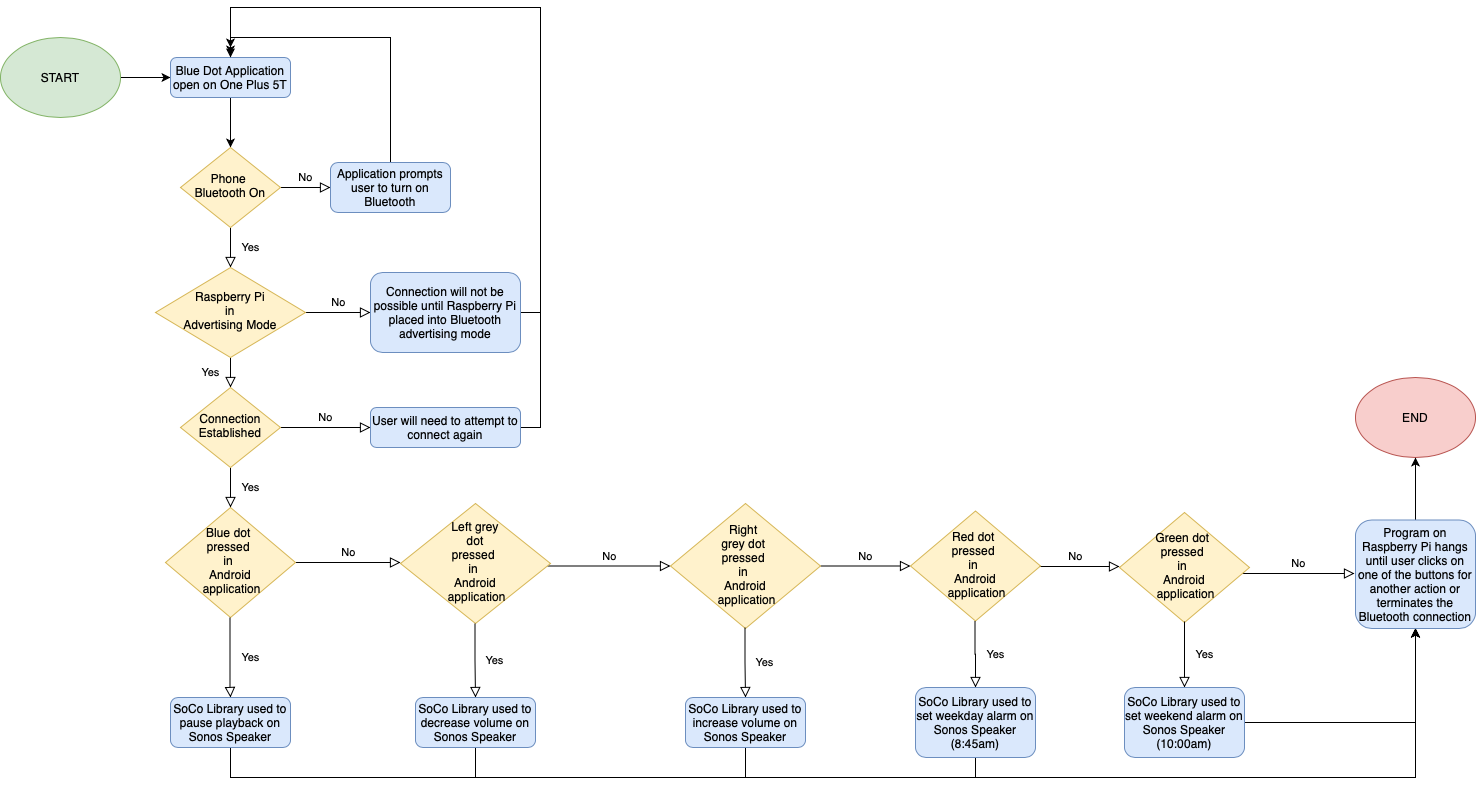 START
Blue Dot Application
open on One Plus 5T
Phone
Bluetooth On
No
Application prompts
user to turn on
Bluetooth
Yes
Raspberry Pi
in
Advertising Mode
No
Connection will not be
possible until Raspberry Pi
placed into Bluetooth
advertising mode
Yes
Connection
Established
No
User will need to attempt to
connect again
Yes
Blue dot
pressed
in
Android
application
No
Left grey
dot
pressed
in
Android
application
No
Right
grey dot
pressed
in
Android
application
No
Red dot
pressed
in
Android
application
No
Green dot
pressed
in
Android
application
No
Program on
Raspberry Pi hangs
until user clicks on
one of the buttons for
another action or
terminates the
Bluetooth connection
END
Yes
SoCo Library used to
pause playback on
Sonos Speaker
Yes
SoCo Library used to
decrease volume on
Sonos Speaker
Yes
SoCo Library used to
increase volume on
Sonos Speaker
Yes
SoCo Library used to
set weekday alarm on
Sonos Speaker
(8:45am)
Yes
SoCo Library used to
set weekend alarm on
Sonos Speaker
(10:00am)